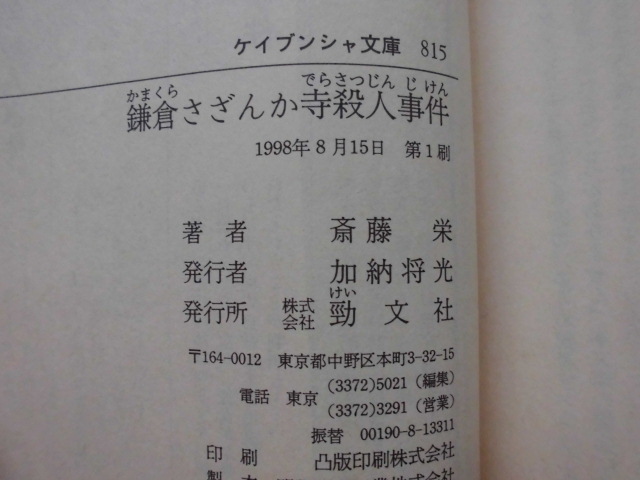 ケイブンシャ文庫 815
かまくら でらさつじん じ けん
鎌倉さざんか寺殺人事件
1998年8月15日 第1刷
著者 斎藤 栄
発行者 加納将光
けい
発行所 株式会社 勁文社
〒164-0012 東京都中野区本町3-32-15
電話 東京 (3372)5021(編集)
(3372)3291(営業)
振替 00190-8-13311
印刷 凸版印刷株式会社